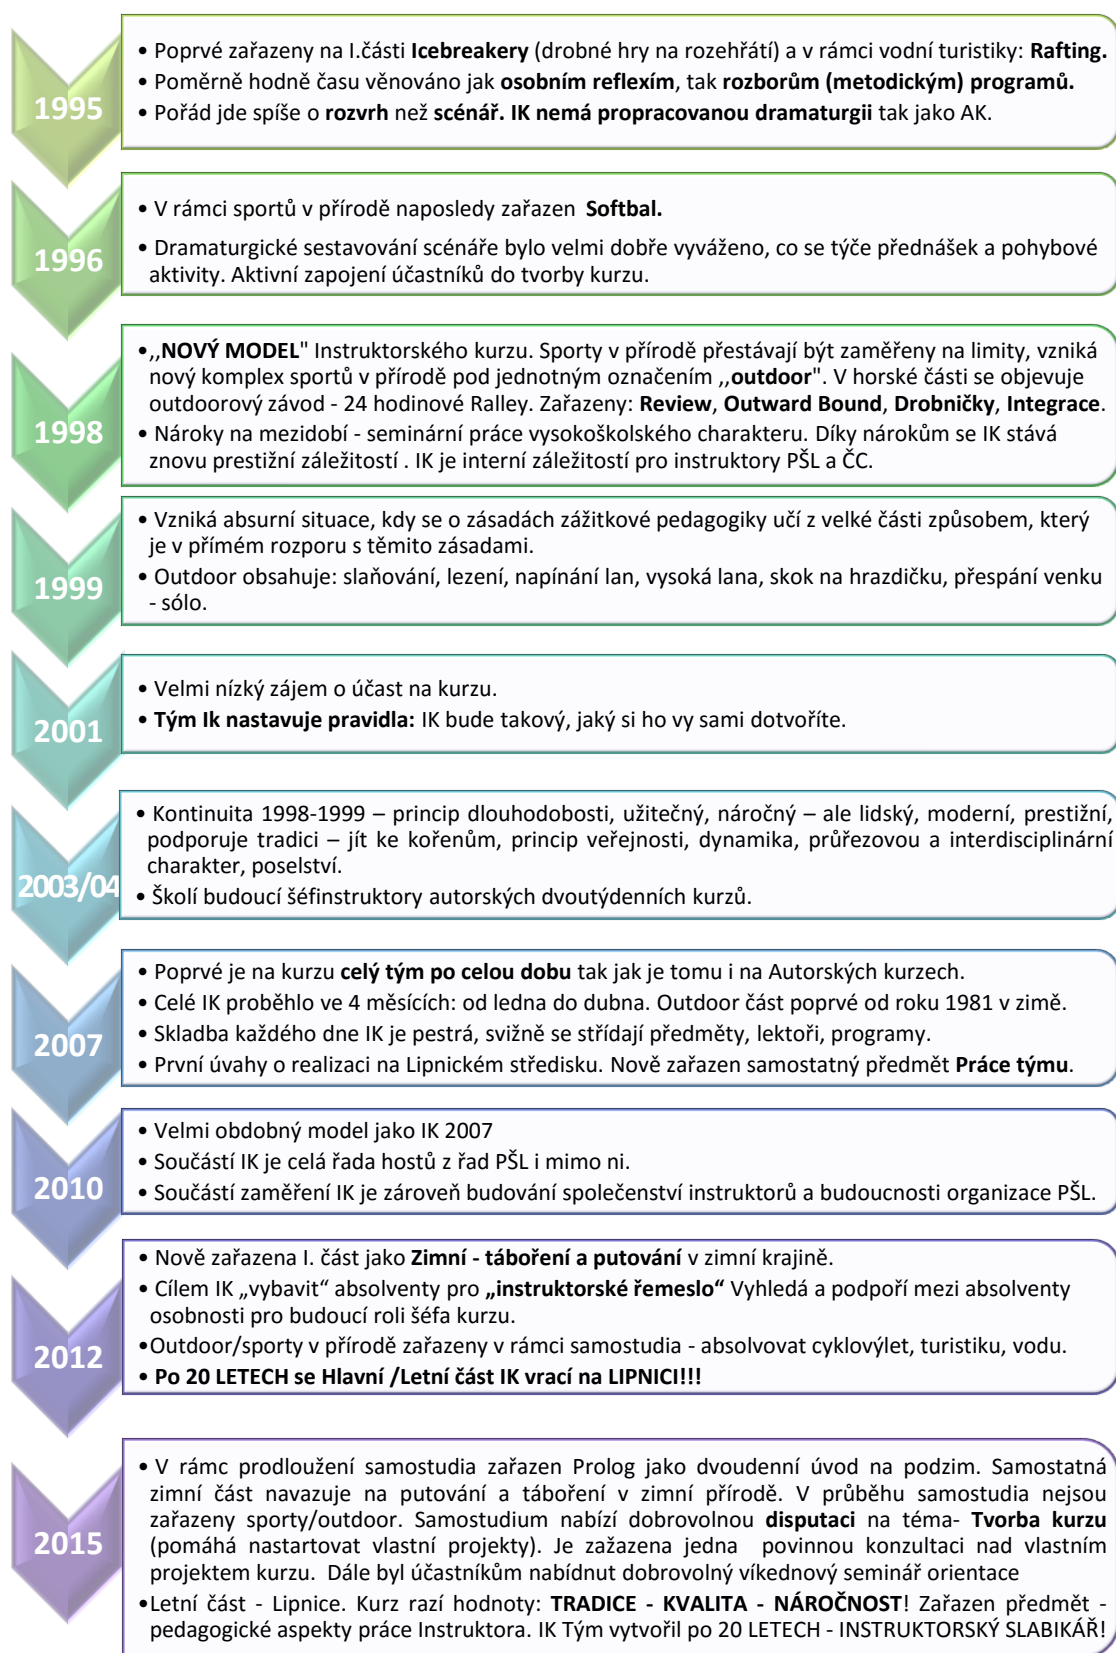 1995
• Poprvé zařazeny na I.části Icebreakery (drobné hry na rozehřátí) a v rámci vodní turistiky: Rafting.
• Poměrně hodně času věnováno jak osobním reflexím, tak rozborům (metodickým) programů.
• Pořád jde spíše o rozvrh než scénář. IK nemá propracovanou dramaturgii tak jako AK.
1996
• V rámci sportů v přírodě naposledy zařazen Softbal.
• Dramaturgické sestavování scénáře bylo velmi dobře vyváženo, co se týče přednášek a pohybové
aktivity. Aktivní zapojení účastníků do tvorby kurzu.
1998
•,,NOVÝ MODEL" Instruktorského kurzu. Sporty v přírodě přestávají být zaměřeny na limity, vzniká
nový komplex sportů v přírodě pod jednotným označením ,,outdoor". V horské části se objevuje
outdoorový závod - 24 hodinové Ralley. Zařazeny: Review, Outward Bound, Drobničky, Integrace.
• Nároky na mezidobí - seminární práce vysokoškolského charakteru. Díky nárokům se IK stává
znovu prestižní záležitostí . IK je interní záležitostí pro instruktory PŠL a ČC.
1999
• Vzniká absurní situace, kdy se o zásadách zážitkové pedagogiky učí z velké části způsobem, který
je v přímém rozporu s těmito zásadami.
• Outdoor obsahuje: slaňování, lezení, napínání lan, vysoká lana, skok na hrazdičku, přespání venku
- sólo.
2001
• Velmi nízký zájem o účast na kurzu.
• Tým Ik nastavuje pravidla: IK bude takový, jaký si ho vy sami dotvoříte.
2003/04
• Kontinuita 1998-1999 – princip dlouhodobosti, užitečný, náročný – ale lidský, moderní, prestižní,
podporuje tradici – jít ke kořenům, princip veřejnosti, dynamika, průřezovou a interdisciplinární
charakter, poselství.
• Školí budoucí šéfinstruktory autorských dvoutýdenních kurzů.
2007
• Poprvé je na kurzu celý tým po celou dobu tak jak je tomu i na Autorských kurzech.
• Celé IK proběhlo ve 4 měsících: od ledna do dubna. Outdoor část poprvé od roku 1981 v zimě.
• Skladba každého dne IK je pestrá, svižně se střídají předměty, lektoři, programy.
• První úvahy o realizaci na Lipnickém středisku. Nově zařazen samostatný předmět Práce týmu.
2010
• Velmi obdobný model jako IK 2007
• Součástí IK je celá řada hostů z řad PŠL i mimo ni.
• Součástí zaměření IK je zároveň budování společenství instruktorů a budoucnosti organizace PŠL.
2012
• Nově zařazena I. část jako Zimní - táboření a putování v zimní krajině.
• Cílem IK „vybavit“ absolventy pro „instruktorské řemeslo“ Vyhledá a podpoří mezi absolventy
osobnosti pro budoucí roli šéfa kurzu.
•Outdoor/sporty v přírodě zařazeny v rámci samostudia - absolvovat cyklovýlet, turistiku, vodu.
• Po 20 LETECH se Hlavní /Letní část IK vrací na LIPNICI!!!
2015
• V rámc prodloužení samostudia zařazen Prolog jako dvoudenní úvod na podzim. Samostatná
zimní část navazuje na putování a táboření v zimní přírodě. V průběhu samostudia nejsou
zařazeny sporty/outdoor. Samostudium nabízí dobrovolnou disputaci na téma- Tvorba kurzu
(pomáhá nastartovat vlastní projekty). Je zažazena jedna povinnou konzultaci nad vlastním
projektem kurzu. Dále byl účastníkům nabídnut dobrovolný víkednový seminář orientace
•Letní část - Lipnice. Kurz razí hodnoty: TRADICE - KVALITA - NÁROČNOST! Zařazen předmět -
pedagogické aspekty práce Instruktora. IK Tým vytvořil po 20 LETECH - INSTRUKTORSKÝ SLABIKÁŘ!